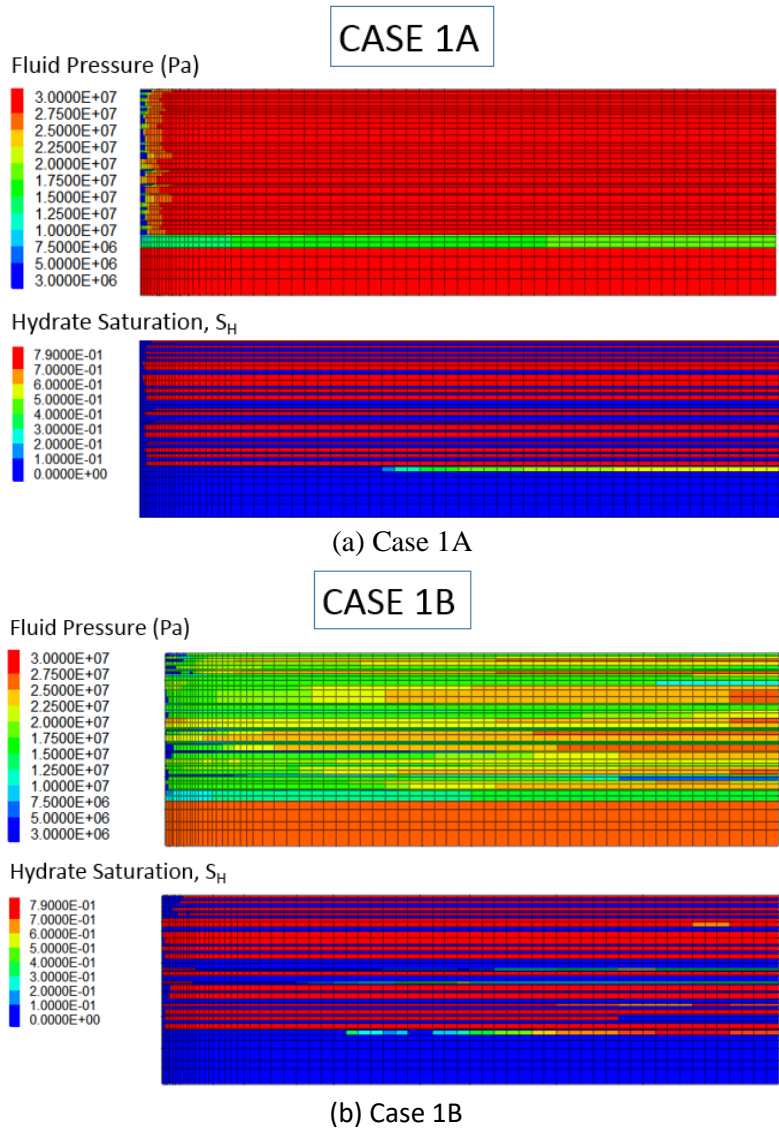 CASE 1A
Fluid Pressure (Pa)
3.0000E+07
2.7500E+07
2.5000E+07
2.2500E+07
2.0000E+07
1.7500E+07
1.5000E+07
1.2500E+07
1.0000E+07
7.5000E+06
5.0000E+06
3.0000E+06
Hydrate Saturation, S_H
7.9000E-01
7.0000E-01
6.0000E-01
5.0000E-01
4.0000E-01
3.0000E-01
2.0000E-01
1.0000E-01
0.0000E+00
(a) Case 1A
CASE 1B
Fluid Pressure (Pa)
3.0000E+07
2.7500E+07
2.5000E+07
2.2500E+07
2.0000E+07
1.7500E+07
1.5000E+07
1.2500E+07
1.0000E+07
7.5000E+06
5.0000E+06
3.0000E+06
Hydrate Saturation, S_H
7.9000E-01
7.0000E-01
6.0000E-01
5.0000E-01
4.0000E-01
3.0000E-01
2.0000E-01
1.0000E-01
0.0000E+00
(b) Case 1B